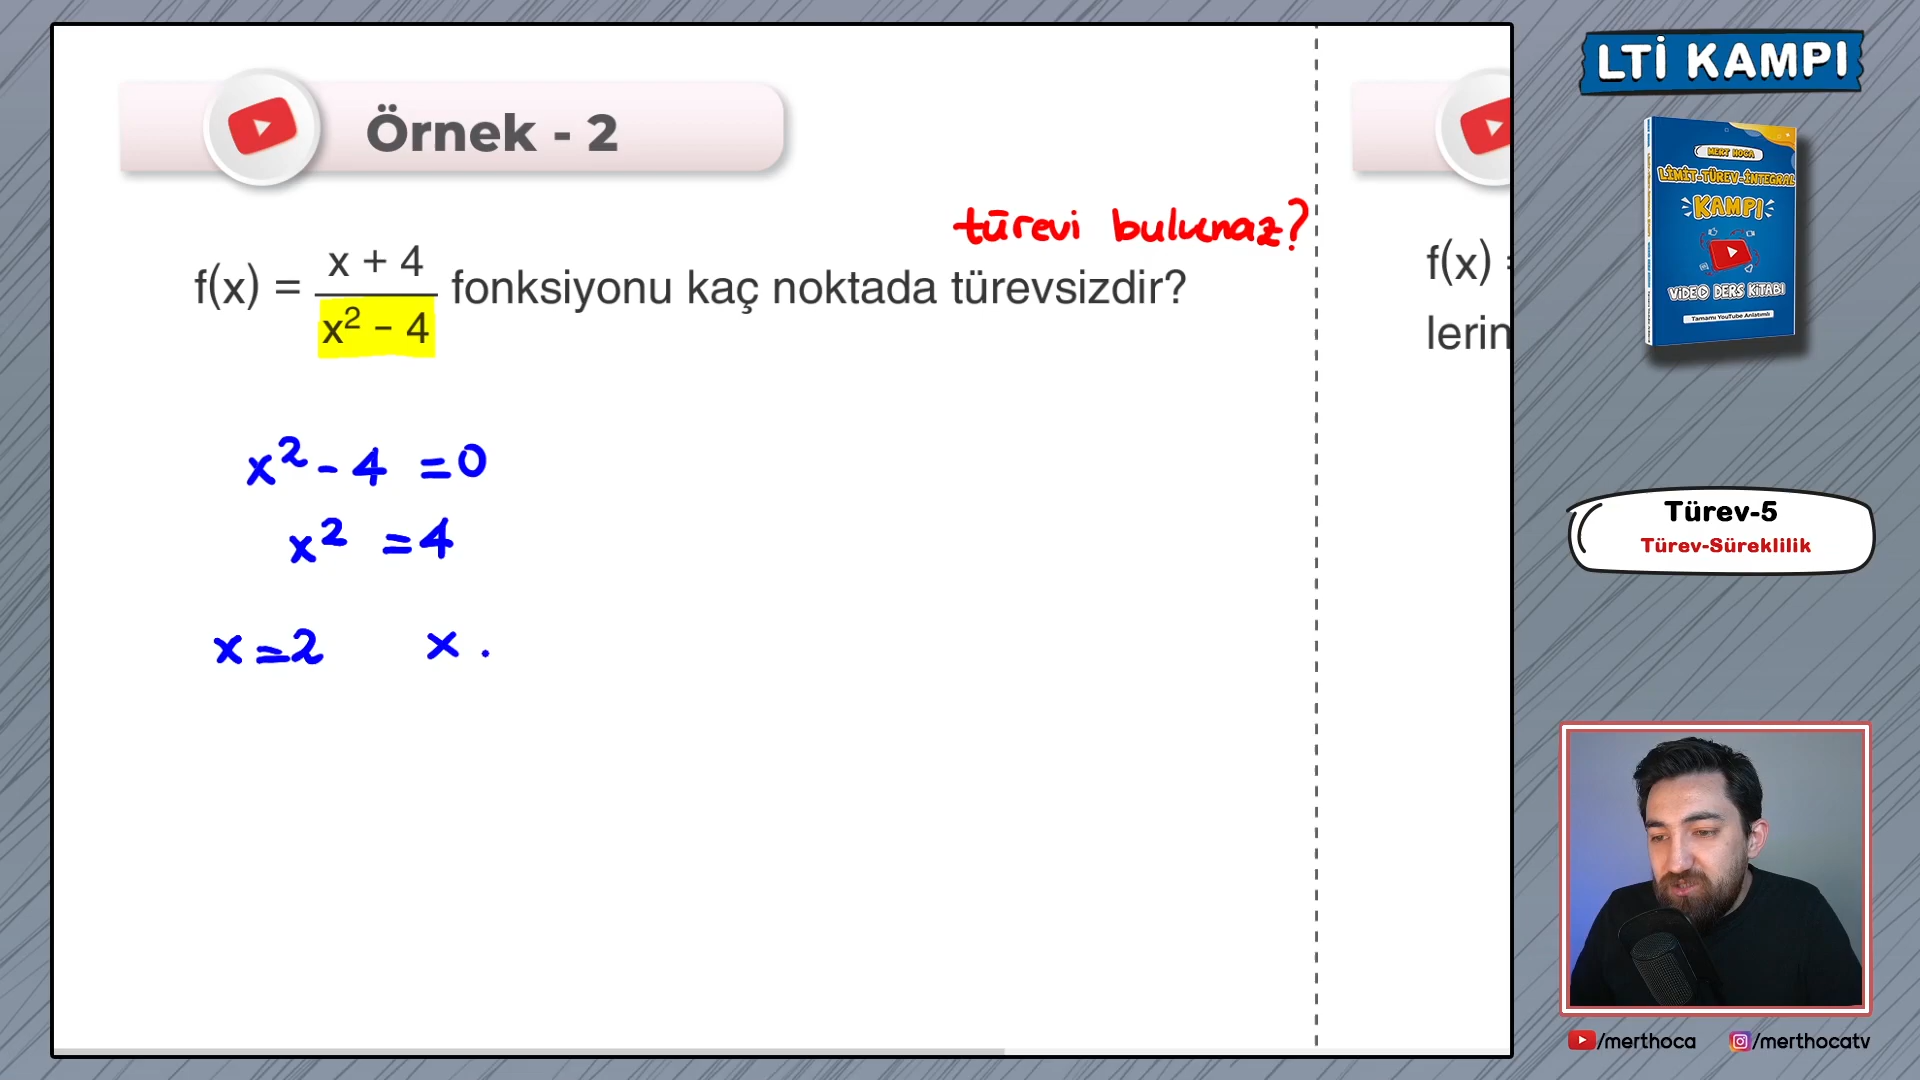 Örnek - 2
türevi bulunaz?
f(x) = x + 4 / x² - 4 fonksiyonu kaç noktada türevsizdir?
x² - 4 = 0
x² = 4
x = 2 x .
f(x) =
lerin
LTİ KAMPI
MERT HOCA
LİMİT-TÜREV-İNTEGRAL
KAMPI
VİDEO DERS KİTABI
Tamamı YouTube Anlatımlı
Türev-5
Türev-Süreklilik
/merthoca
/merthocatv